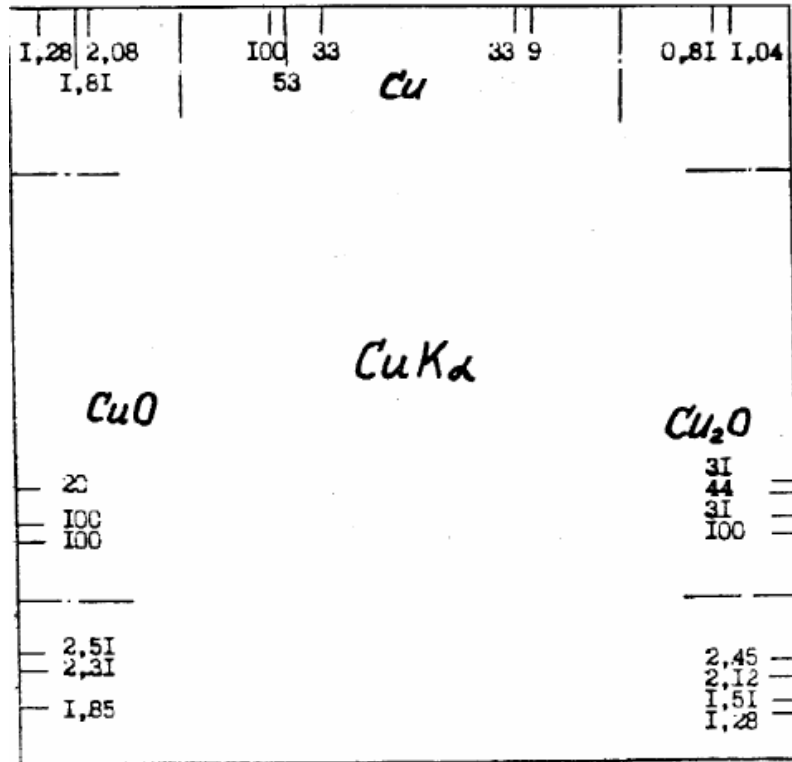 I,28 2,08 I00 33 33 9 0,8I I,04
I,8I 53
Cu
CuKα
CuO
Cu₂O
20
I00
I00
3I
44
3I
I00
2,5I
2,3I
I,85
2,45
2,I2
I,5I
I,28